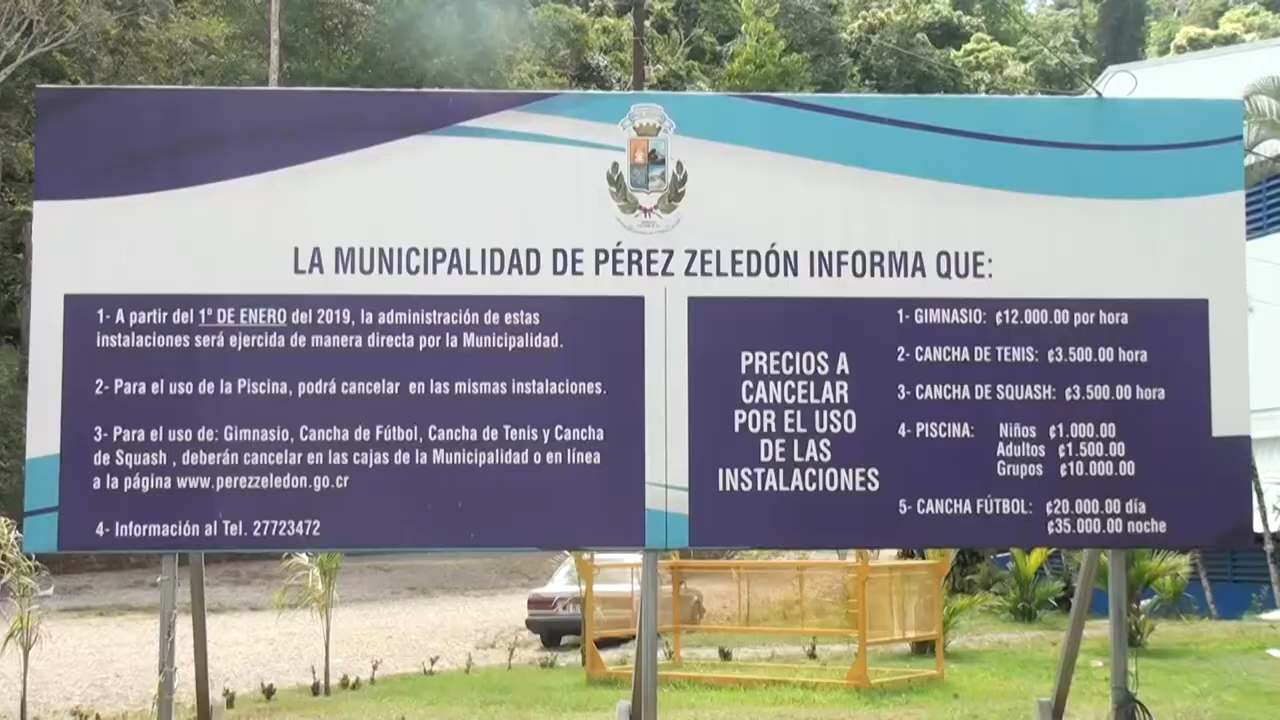 LA MUNICIPALIDAD DE PÉREZ ZELEDÓN INFORMA QUE:
1- A partir del 1º DE ENERO del 2019, la administración de estas
instalaciones será ejercida de manera directa por la Municipalidad.
2- Para el uso de la Piscina, podrá cancelar en las mismas instalaciones.
3- Para el uso de: Gimnasio, Cancha de Fútbol, Cancha de Tenis y Cancha
de Squash , deberán cancelar en las cajas de la Municipalidad o en línea
a la página www.perezzeledon.go.cr
4- Información al Tel. 27723472
PRECIOS A
CANCELAR
POR EL USO
DE LAS
INSTALACIONES
1- GIMNASIO: ¢12.000.00 por hora
2- CANCHA DE TENIS: ¢3.500.00 hora
3- CANCHA DE SQUASH: ¢3.500.00 hora
4- PISCINA: Niños ¢1.000.00
Adultos ¢1.500.00
Grupos ¢10.000.00
5- CANCHA FÚTBOL: ¢20.000.00 día
¢35.000.00 noche